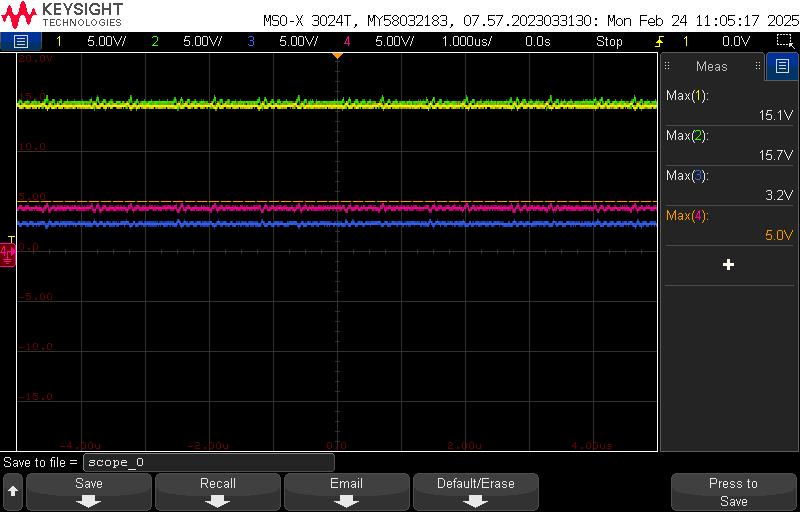 KEYSIGHT
TECHNOLOGIES
MSO-X 3024T, MY58032183, 07.57.2023033130: Mon Feb 24 11:05:17 2025
1 5.00V/ 2 5.00V/ 3 5.00V/ 4 5.00V/ 1.000us/ 0.0s Stop 1 0.0V
20.0V
15.0
10.0
5.00
0.0
-5.00
-10.0
-15.0
-4.00u -2.00u 0.0 2.00u 4.00us
T
4
Meas
Max(1):
15.1V
Max(2):
15.7V
Max(3):
3.2V
Max(4):
5.0V
+
Save to file = scope_0
Save Recall Email Default/Erase Press to
Save